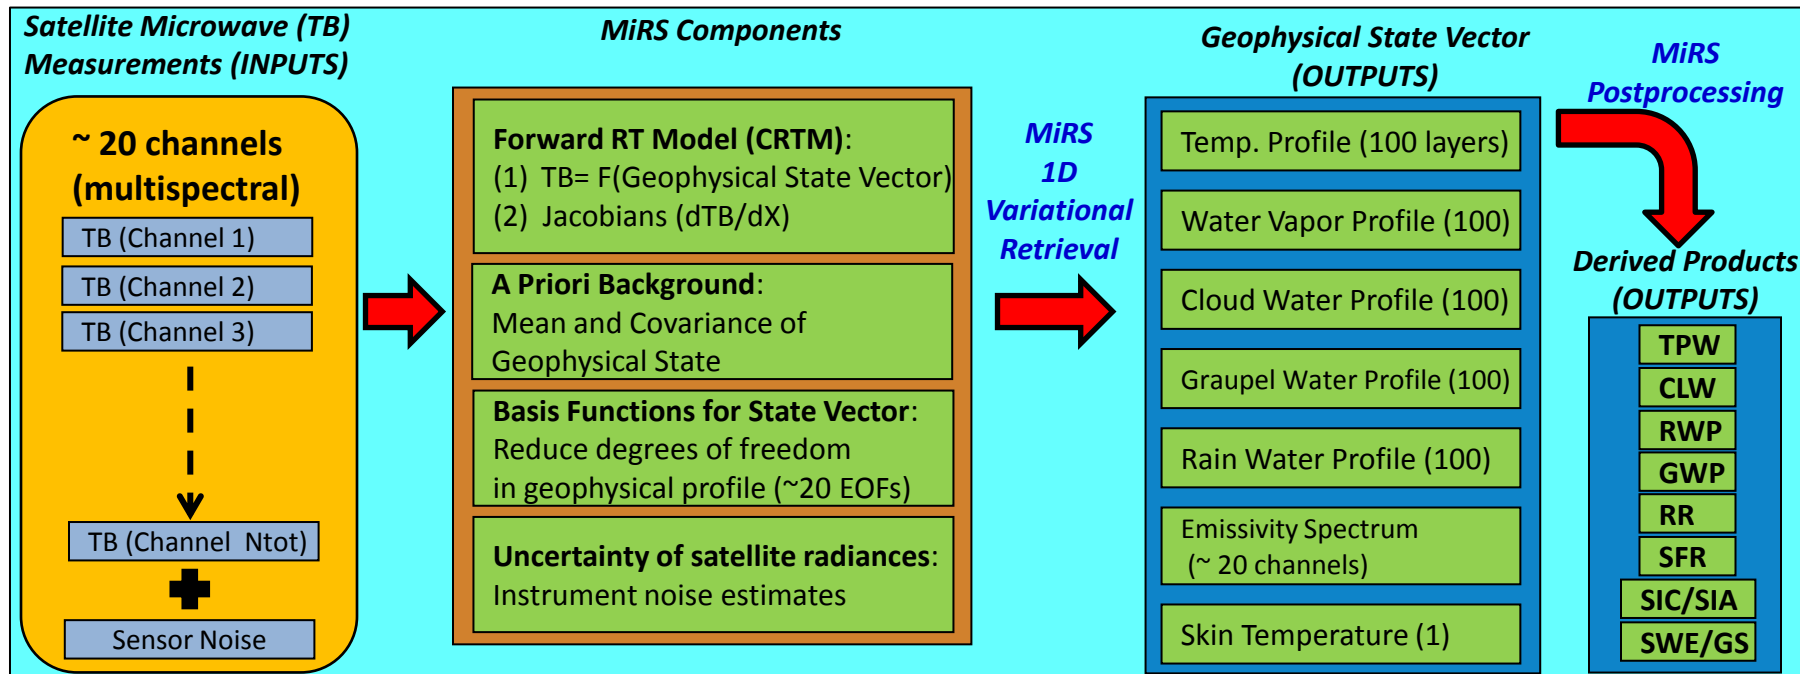 Satellite Microwave (TB)
Measurements (INPUTS)
~ 20 channels
(multispectral)
TB (Channel 1)
TB (Channel 2)
TB (Channel 3)
TB (Channel Ntot)
Sensor Noise
MiRS Components
Forward RT Model (CRTM):
(1) TB= F(Geophysical State Vector)
(2) Jacobians (dTB/dX)
A Priori Background:
Mean and Covariance of
Geophysical State
Basis Functions for State Vector:
Reduce degrees of freedom
in geophysical profile (~20 EOFs)
Uncertainty of satellite radiances:
Instrument noise estimates
MiRS
1D
Variational
Retrieval
Geophysical State Vector
(OUTPUTS)
Temp. Profile (100 layers)
Water Vapor Profile (100)
Cloud Water Profile (100)
Graupel Water Profile (100)
Rain Water Profile (100)
Emissivity Spectrum
(~ 20 channels)
Skin Temperature (1)
MiRS
Postprocessing
Derived Products
(OUTPUTS)
TPW
CLW
RWP
GWP
RR
SFR
SIC/SIA
SWE/GS